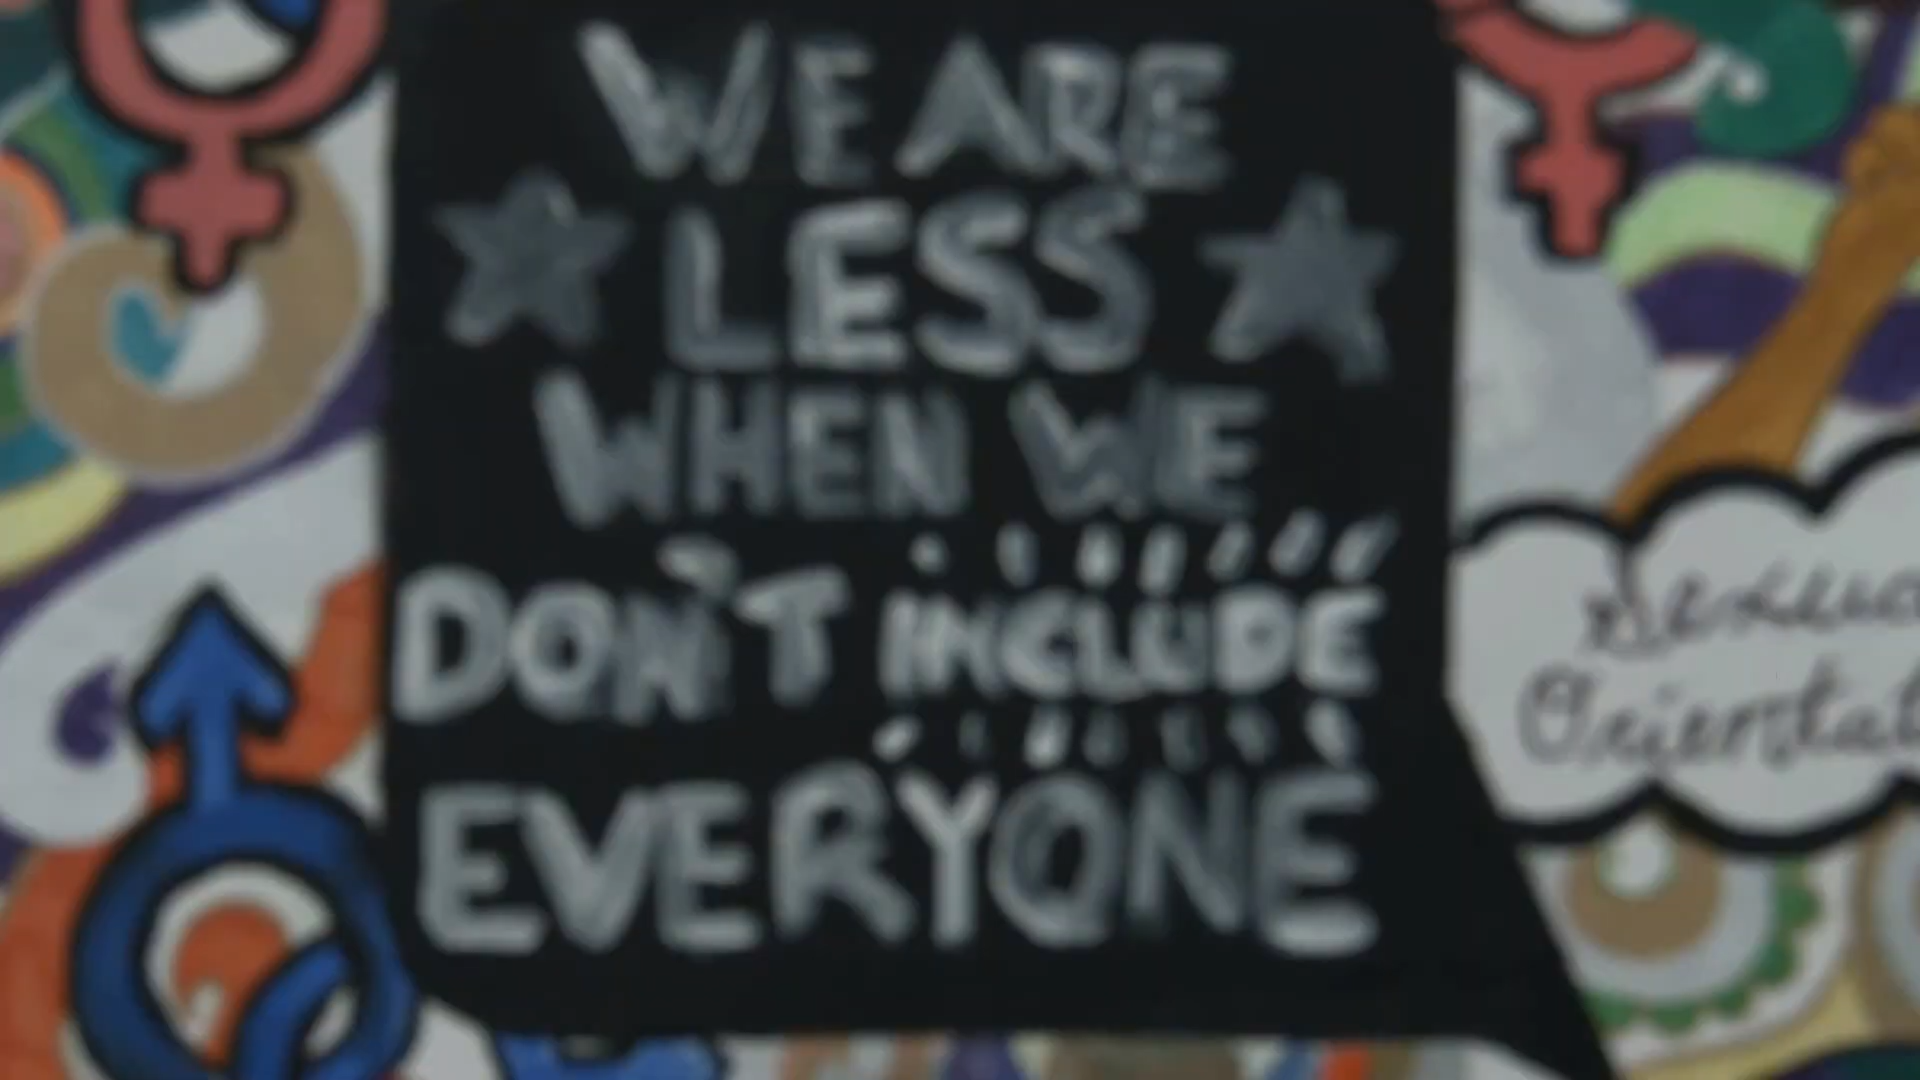 WE ARE
LESS
WHEN WE
DON'T INCLUDE
EVERYONE